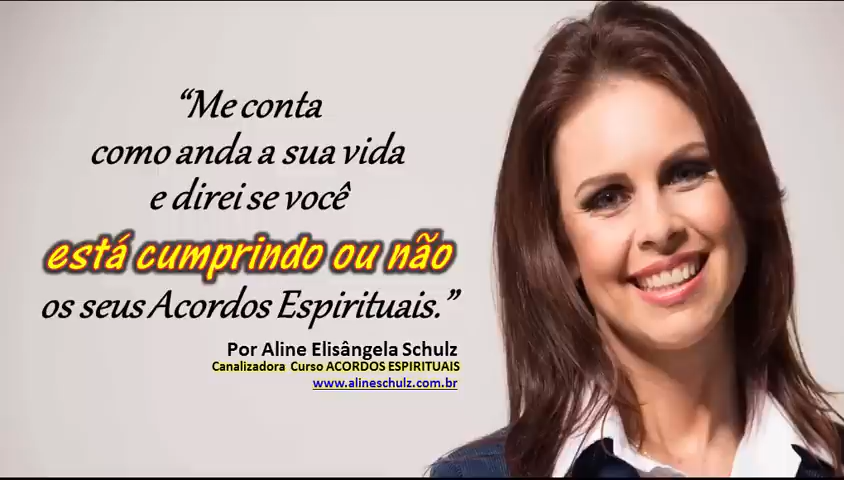 “Me conta
como anda a sua vida
e direi se você
está cumprindo ou não
os seus Acordos Espirituais.”
Por Aline Elisângela Schulz
Canalizadora Curso ACORDOS ESPIRITUAIS
www.alineschulz.com.br